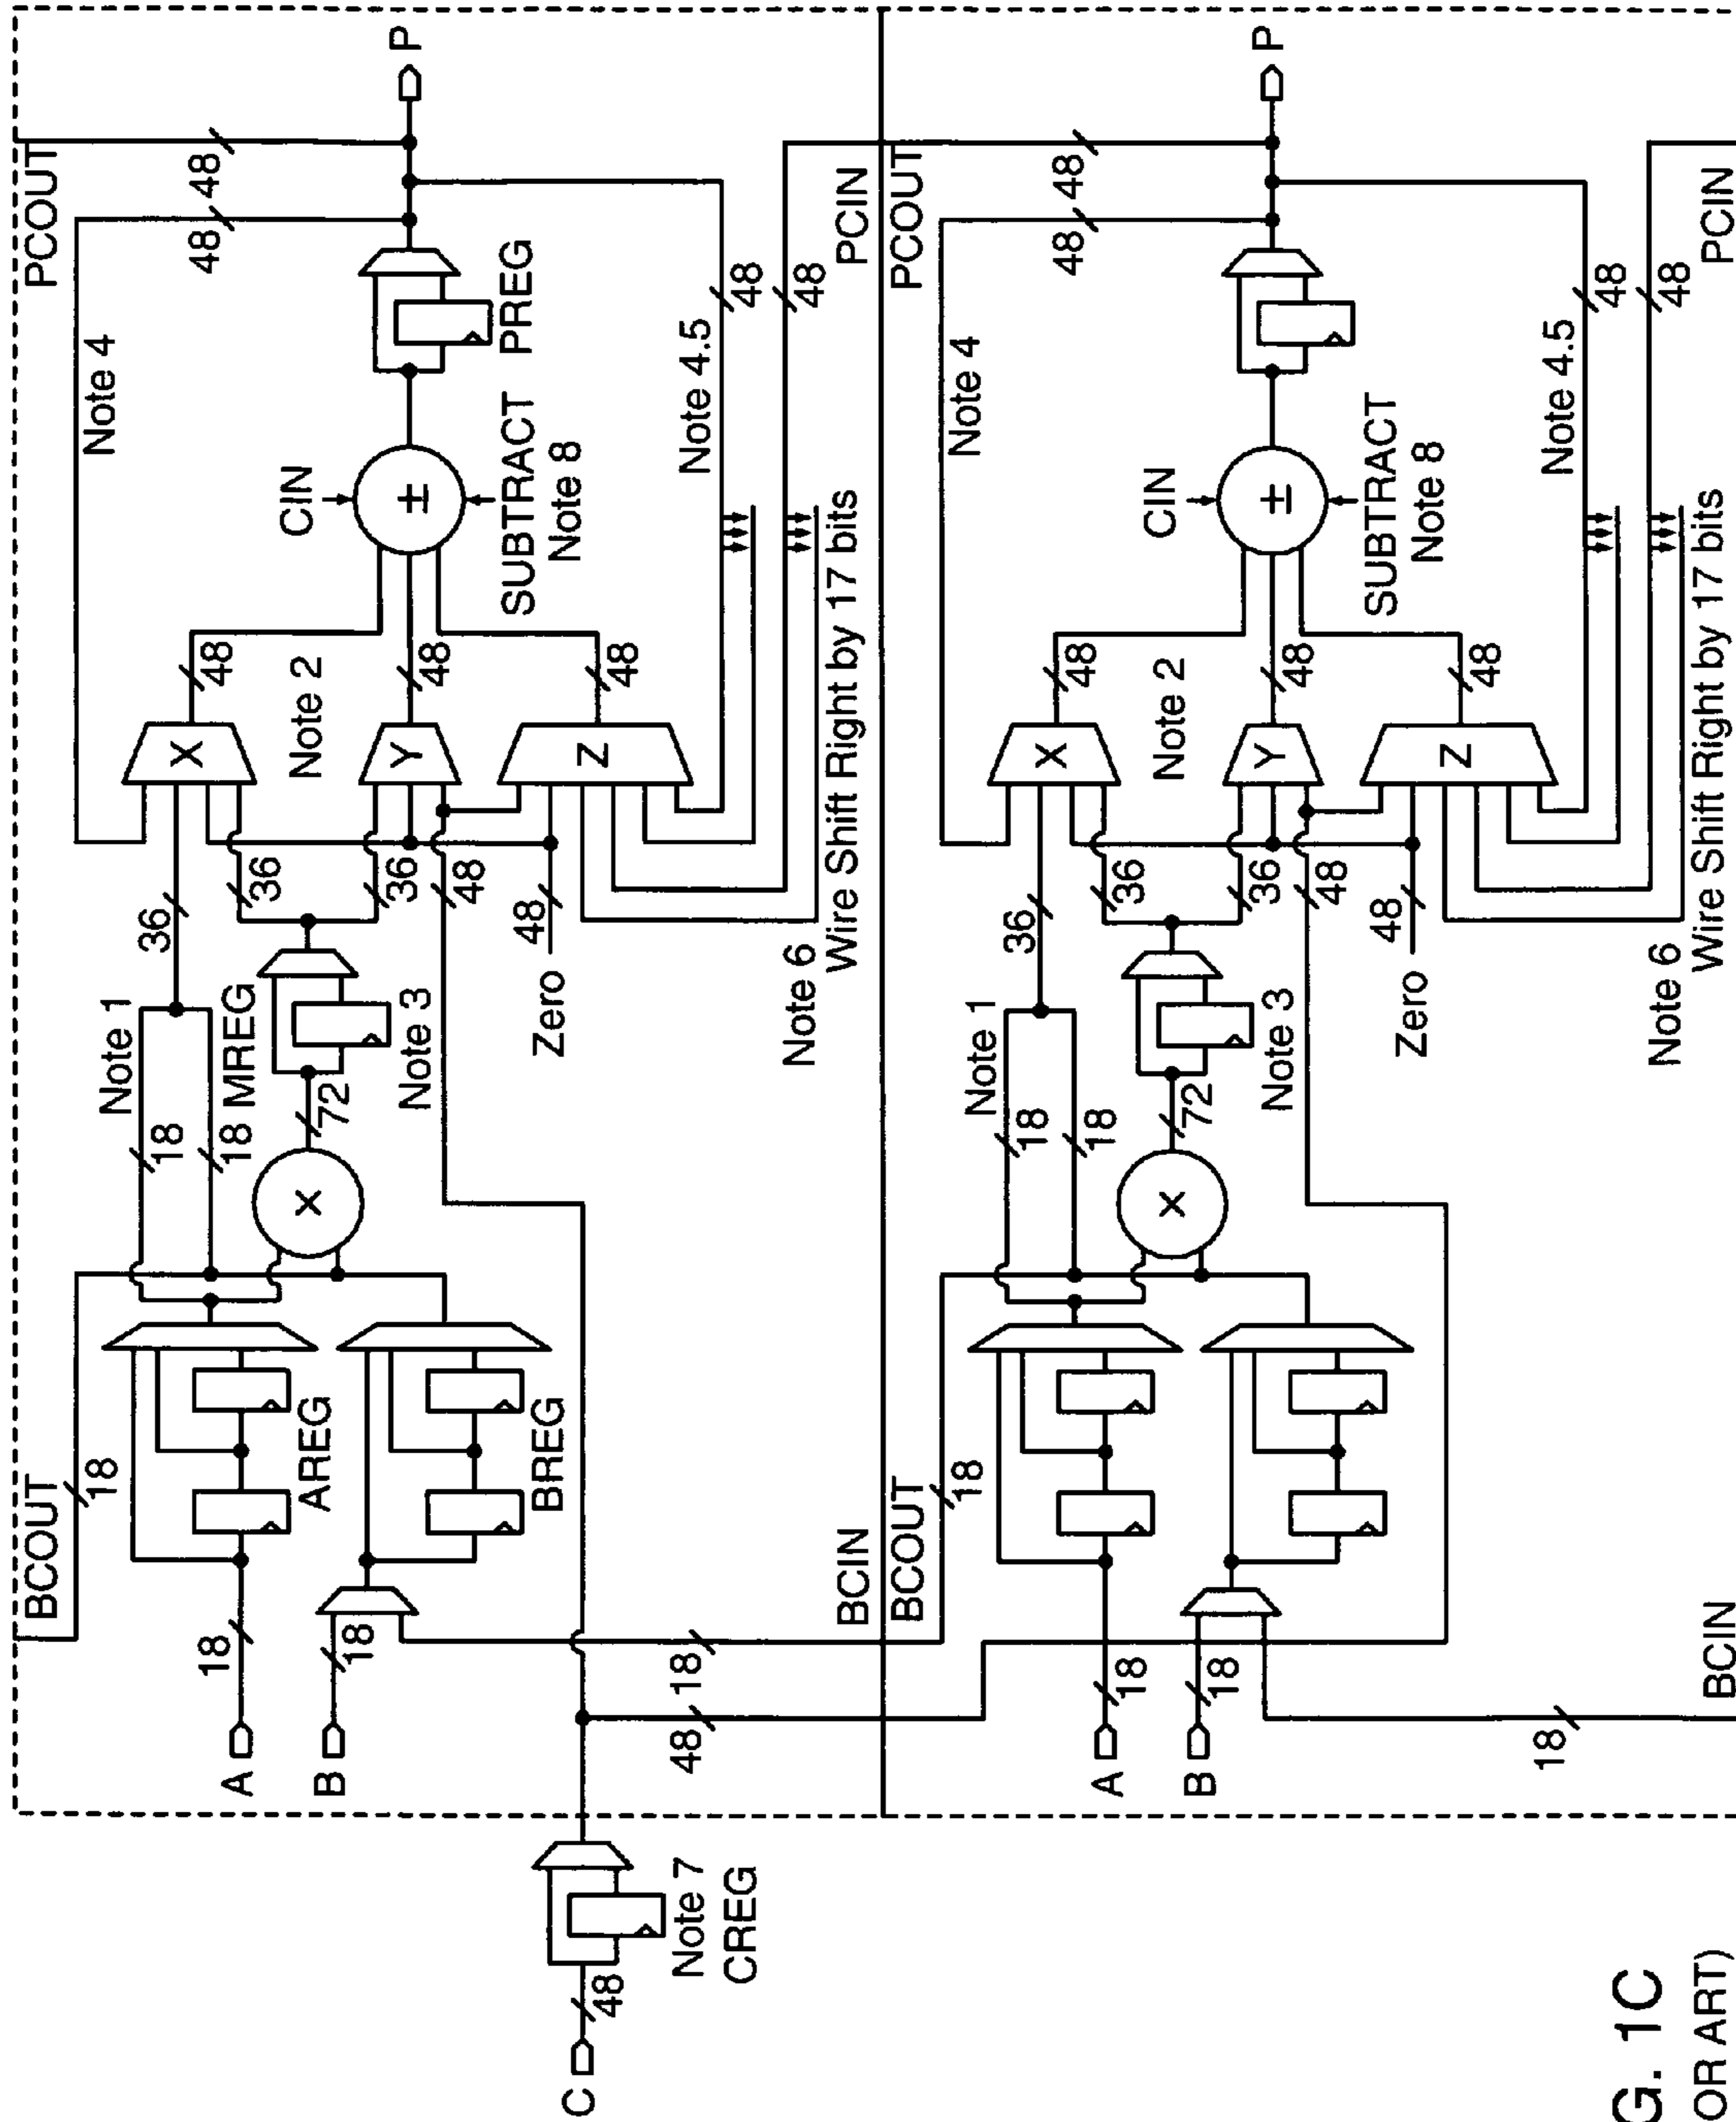 BCOUT
PCOUT
18
48
48
Note 4
A
18
AREG
Note 1
18
18
36
X
48
CIN
B
18
BREG
MREG
×
72
36
36
Note 2
Y
48
±
SUBTRACT
Note 8
PREG
P
C
48
Note 7
CREG
Note 3
48
Zero
48
Z
48
Note 4.5
48
48
Note 6
Wire Shift Right by 17 bits
48
18
BCIN
PCIN
BCOUT
PCOUT
18
48
48
Note 4
A
18
Note 1
18
18
36
X
48
CIN
B
18
×
72
36
36
Note 2
Y
48
±
SUBTRACT
Note 8
P
Note 3
48
Zero
48
Z
48
Note 4.5
48
48
Note 6
Wire Shift Right by 17 bits
18
BCIN
PCIN
G. 1C
OR ART)